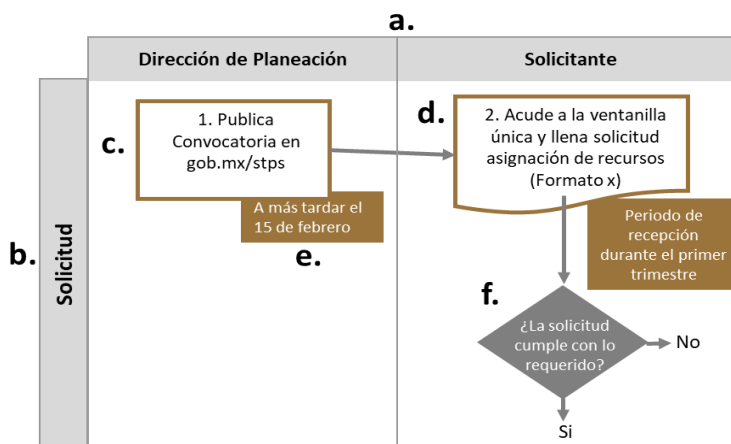 a.
Dirección de Planeación
Solicitante
c.
1. Publica
Convocatoria en
gob.mx/stps
d.
2. Acude a la ventanilla
única y llena solicitud
asignación de recursos
(Formato x)
A más tardar el
15 de febrero
e.
Periodo de
recepción
durante el primer
trimestre
b.
Solicitud
f.
¿La solicitud
cumple con lo
requerido?
No
Si